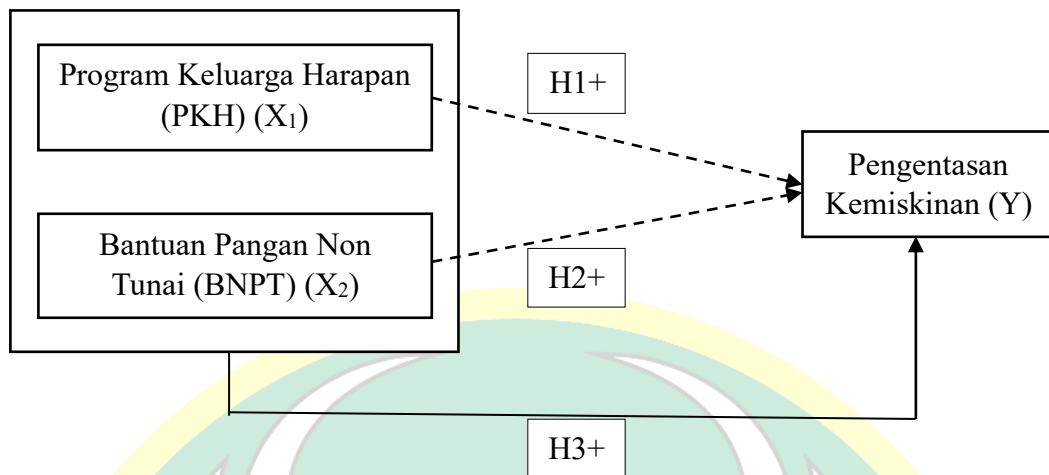 Program Keluarga Harapan
(PKH) (X₁)
H1+
Pengentasan
Kemiskinan (Y)
Bantuan Pangan Non
Tunai (BNPT) (X₂)
H2+
H3+